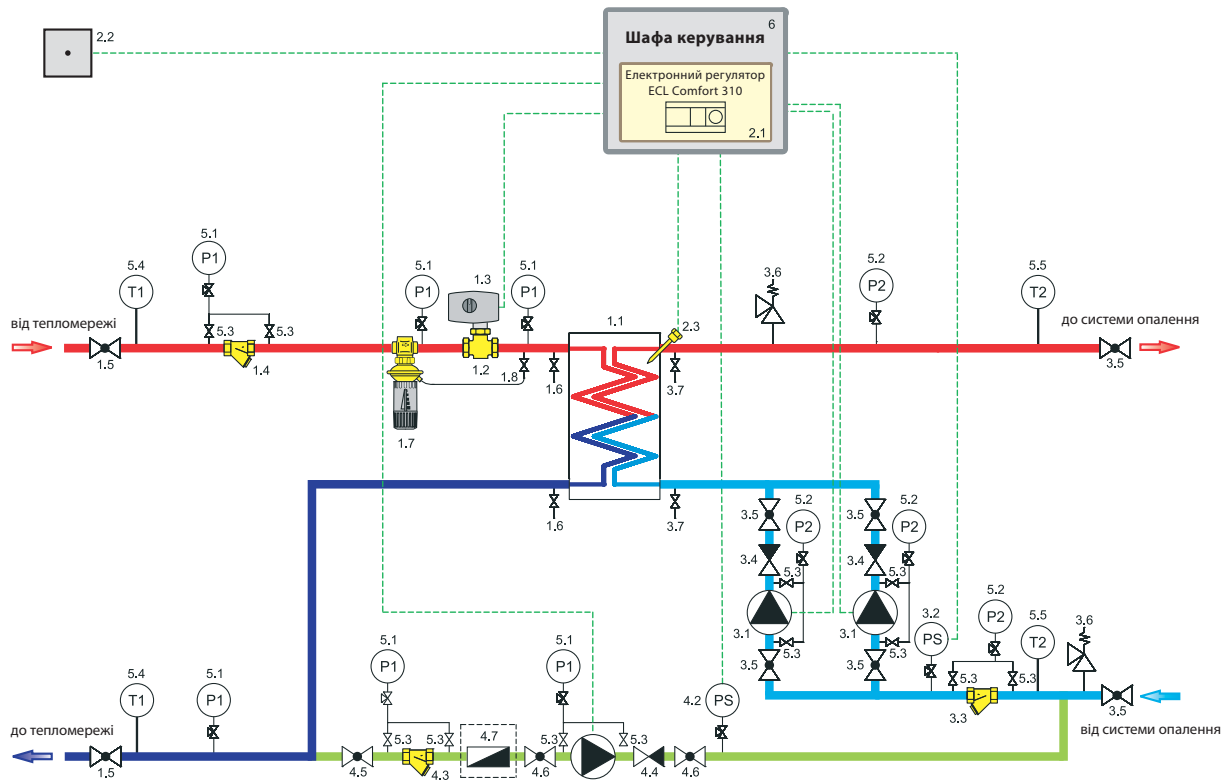 6
Шафа керування
Електронний регулятор
ECL Comfort 310
2.1
2.2
5.1
P1
5.4
T1
5.3
5.3
від тепломережі
1.5
1.4
5.1
P1
1.3
5.1
P1
1.2
1.8
1.7
1.6
1.1
2.3
3.7
3.6
5.2
P2
5.5
T2
до системи опалення
3.5
1.6
3.7
3.5
5.2
P2
3.5
5.2
P2
3.4
3.4
5.3
5.3
3.1
3.1
5.3
5.3
3.5
3.5
3.2
PS
5.2
P2
5.5
T2
3.6
5.3
5.3
3.3
3.5
від системи опалення
5.4
T1
5.1
P1
до тепломережі
1.5
5.1
P1
5.3
5.3
4.5
4.3
4.7
4.6
5.1
P1
5.3
5.3
4.4
4.6
4.2
PS